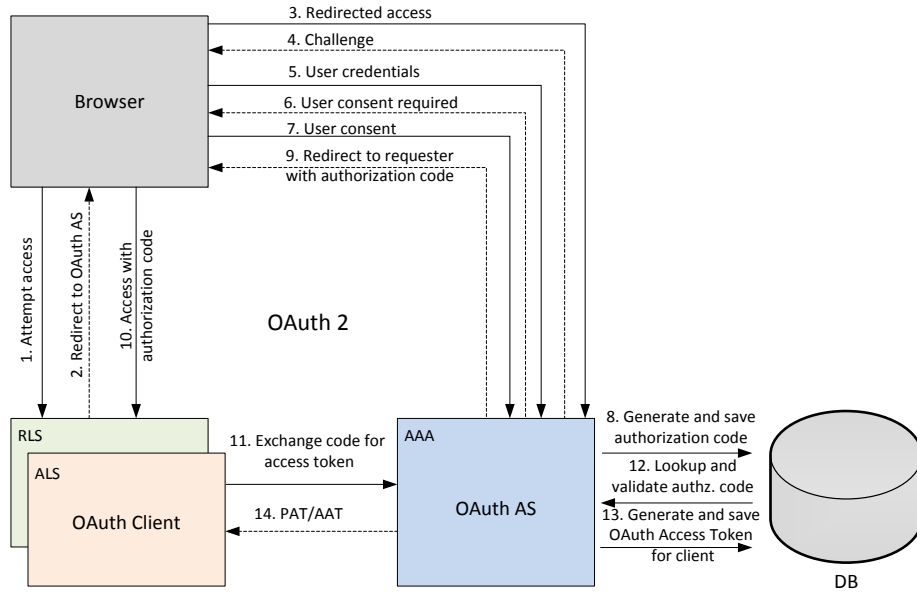 3. Redirected access
4. Challenge
5. User credentials
Browser
6. User consent required
7. User consent
9. Redirect to requester
with authorization code
1. Attempt access
2. Redirect to OAuth AS
10. Access with
authorization code
OAuth 2
RLS
ALS
OAuth Client
11. Exchange code for
access token
14. PAT/AAT
AAA
OAuth AS
8. Generate and save
authorization code
12. Lookup and
validate authz. code
13. Generate and save
OAuth Access Token
for client
DB